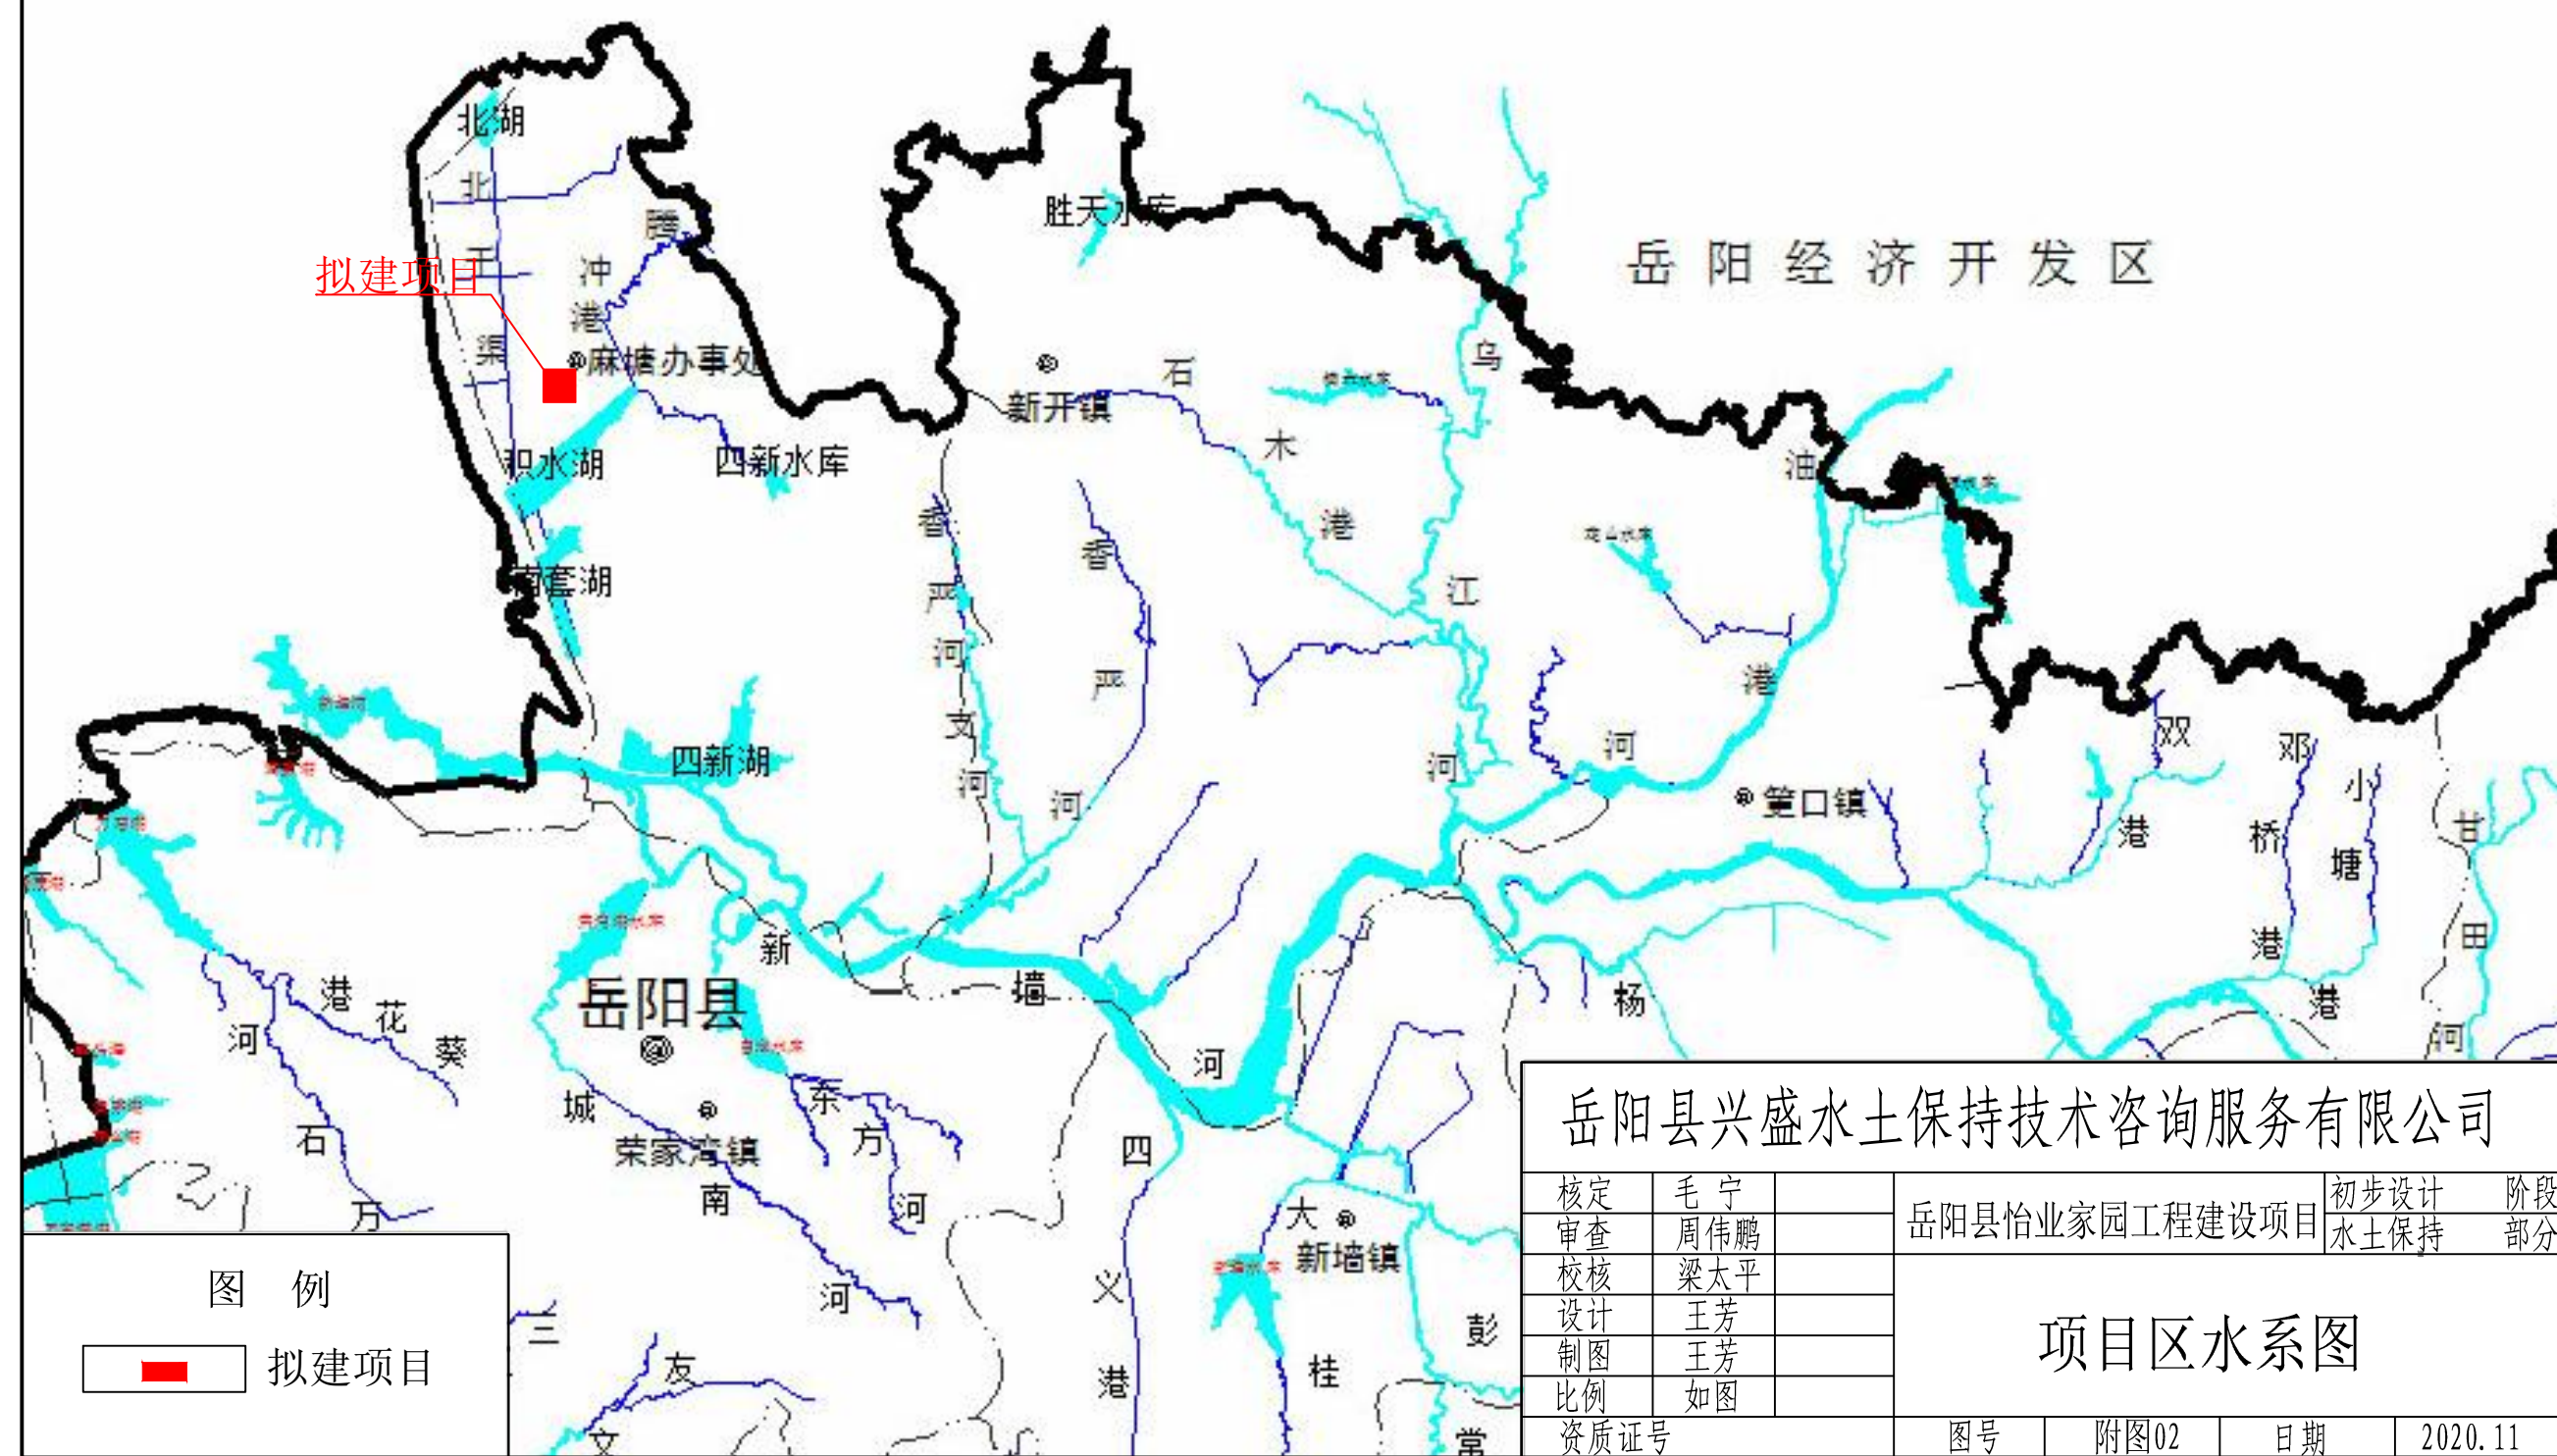 北湖
北
干
渠
拟建项目
腾
冲
港
麻塘办事处
胜天水库
岳阳经济开发区
新开镇
石
木
港
乌
江
河
油
港
河
积水湖
四新水库
南套湖
香
严
河
支
河
香
严
河
四新湖
筻口镇
双
港
邓
桥
港
小
塘
港
甘
田
河
新
墙
河
杨
岳阳县
港
花
葵
河
石
万
城
南
河
荣家湾镇
东
方
河
四
义
港
大
新墙镇
桂
彭
常
三
友
文
图 例
拟建项目
岳阳县兴盛水土保持技术咨询服务有限公司
核定 毛宁
审查 周伟鹏
校核 梁太平
设计 王芳
制图 王芳
比例 如图
资质证号
岳阳县怡业家园工程建设项目
初步设计 阶段
水土保持 部分
项目区水系图
图号 附图02 日期 2020.11